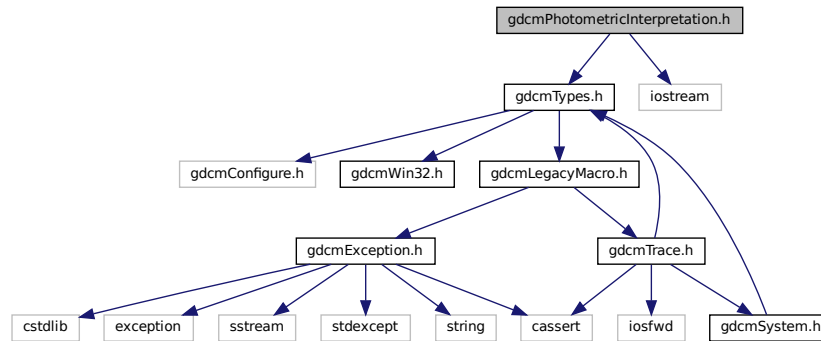 gdcmPhotometricInterpretation.h
gdcmTypes.h
iostream
gdcmConfigure.h
gdcmWin32.h
gdcmLegacyMacro.h
gdcmException.h
gdcmTrace.h
cstdlib
exception
sstream
stdexcept
string
cassert
iosfwd
gdcmSystem.h